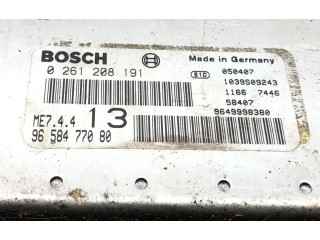 BOSCH
Made in Germany
0 261 208 191
S1D
050407
1039S09243
1166 7446
58407
9649998380
ME7.4.4 13
96 584 770 80